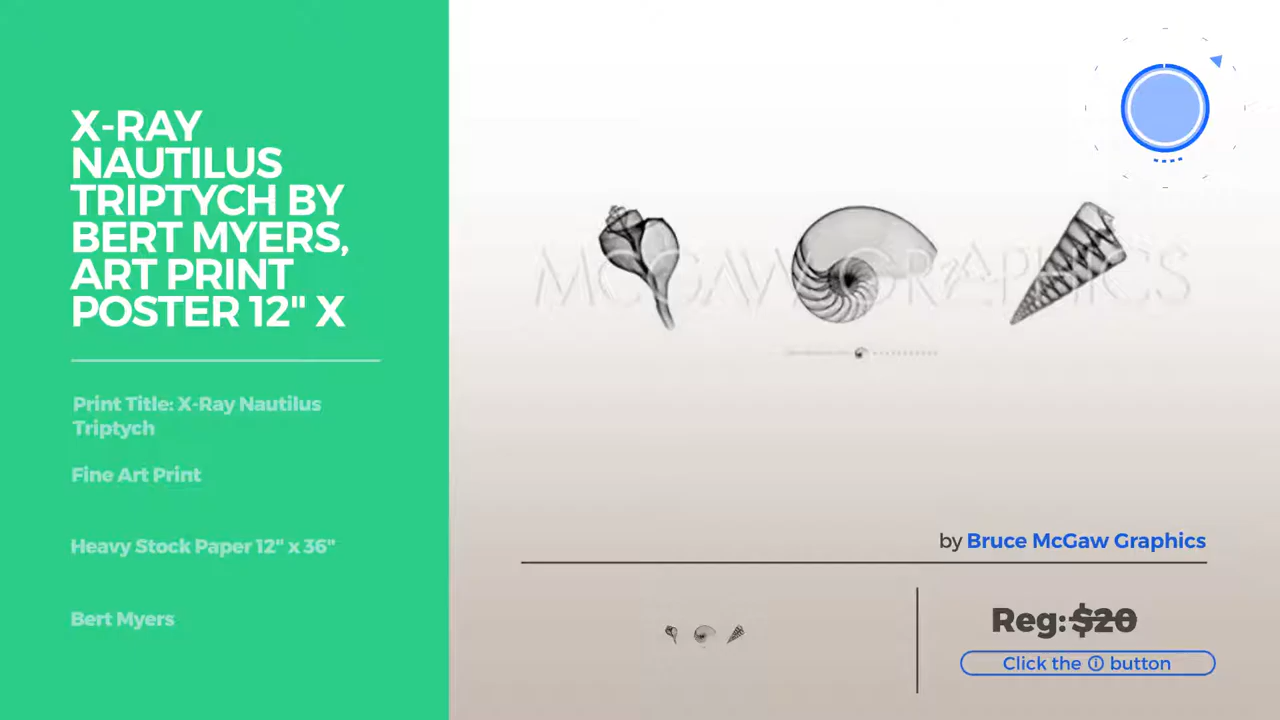 X-RAY
NAUTILUS
TRIPTYCH BY
BERT MYERS,
ART PRINT
POSTER 12" X
Print Title: X-Ray Nautilus
Triptych
Fine Art Print
Heavy Stock Paper 12" x 36"
Bert Myers
MCGAW GRAPHICS
by Bruce McGaw Graphics
Reg: $20
Click the ⓘ button